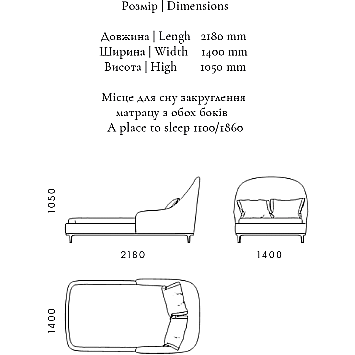 Розмір | Dimensions
Довжина | Lengh 2180 mm
Ширина | Width 1400 mm
Висота | High 1050 mm
Місце для сну закруглення
матрацу з обох боків
A place to sleep 1100/1860
1050
2180
1400
1400